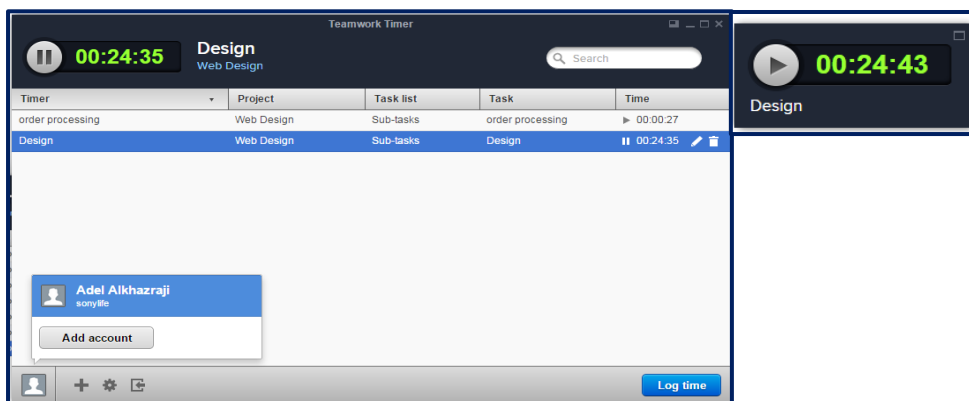 Teamwork Timer
00:24:35
Design
Web Design
Search
Timer Project Task list Task Time
order processing Web Design Sub-tasks order processing 00:00:27
Design Web Design Sub-tasks Design 00:24:35
Adel Alkhazraji
sonylife
Add account
Log time
00:24:43
Design